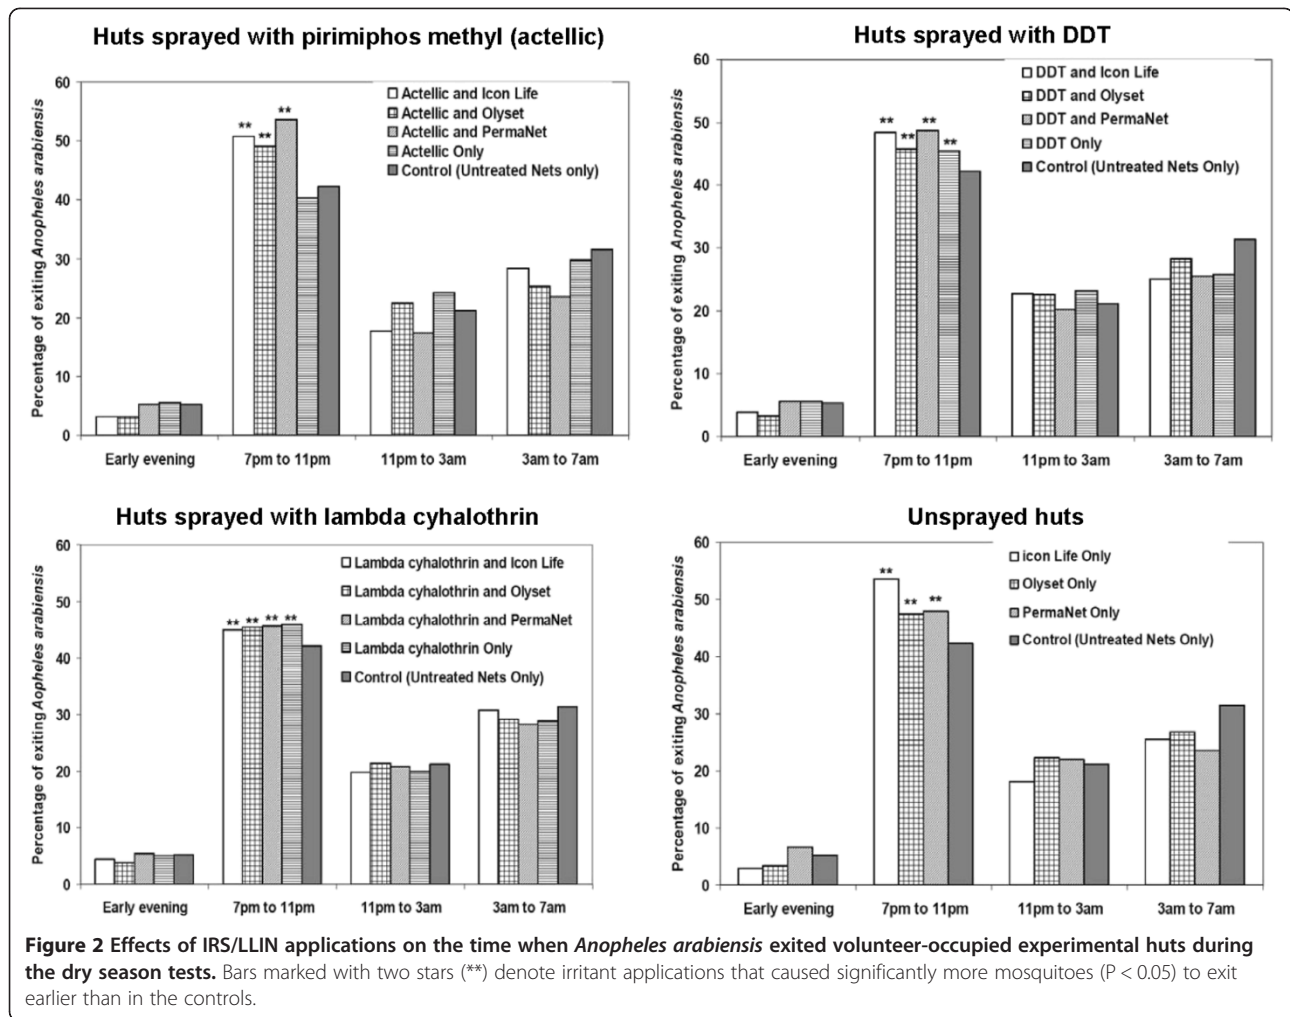 Huts sprayed with pirimiphos methyl (actellic)
Percentage of exiting Anopheles arabiensis
60
50
40
30
20
10
0
** ** **
Actellic and Icon Life
Actellic and Olyset
Actellic and PermaNet
Actellic Only
Control (Untreated Nets only)
Early evening 7pm to 11pm 11pm to 3am 3am to 7am
Huts sprayed with DDT
Percentage of exiting Anopheles arabiensis
60
50
40
30
20
10
0
** ** ** **
DDT and Icon Life
DDT and Olyset
DDT and PermaNet
DDT Only
Control (Untreated Nets Only)
Early evening 7pm to 11pm 11pm to 3am 3am to 7am
Huts sprayed with lambda cyhalothrin
Percentage of exiting Aopheles arabiensis
60
50
40
30
20
10
0
** ** ** **
Lambda cyhalothrin and Icon Life
Lambda cyhalothrin and Olyset
Lambda cyhalothrin and PermaNet
Lambda cyhalothrin Only
Control (Untreated Nets Only)
Early evening 7pm to 11pm 11pm to 3am 3am to 7am
Unsprayed huts
Percentage of exiting Anopheles arabiensis
60
50
40
30
20
10
0
** ** **
icon Life Only
Olyset Only
PermaNet Only
Control (Untreated Nets Only)
Early evening 7pm to 11pm 11pm to 3am 3am to 7am
Figure 2 Effects of IRS/LLIN applications on the time when Anopheles arabiensis exited volunteer-occupied experimental huts during
the dry season tests. Bars marked with two stars (**) denote irritant applications that caused significantly more mosquitoes (P < 0.05) to exit
earlier than in the controls.